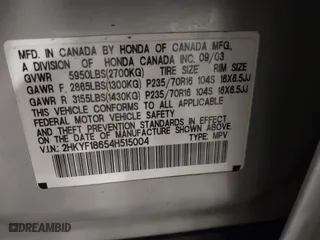 MFD. IN CANADA BY HONDA OF CANADA MFG.,
A DIVISION OF HONDA CANADA INC. 09/03
GVWR 5950LBS(2700KG) TIRE SIZE RIM SIZE
GAWR F. 2865LBS(1300KG) P235/70R16 104S 16X6.5JJ
GAWR R 3155LBS(1430KG) P235/70R16 104S 16X6.5JJ
THIS VEHICLE CONFORMS TO ALL APPLICABLE
FEDERAL MOTOR VEHICLE SAFETY STANDARDS IN EFFECT ON THE
DATE OF MANUFACTURE SHOWN ABOVE.
V.I.N: 2HKYF18654H515004 TYPE: MPV
© DREAMBID